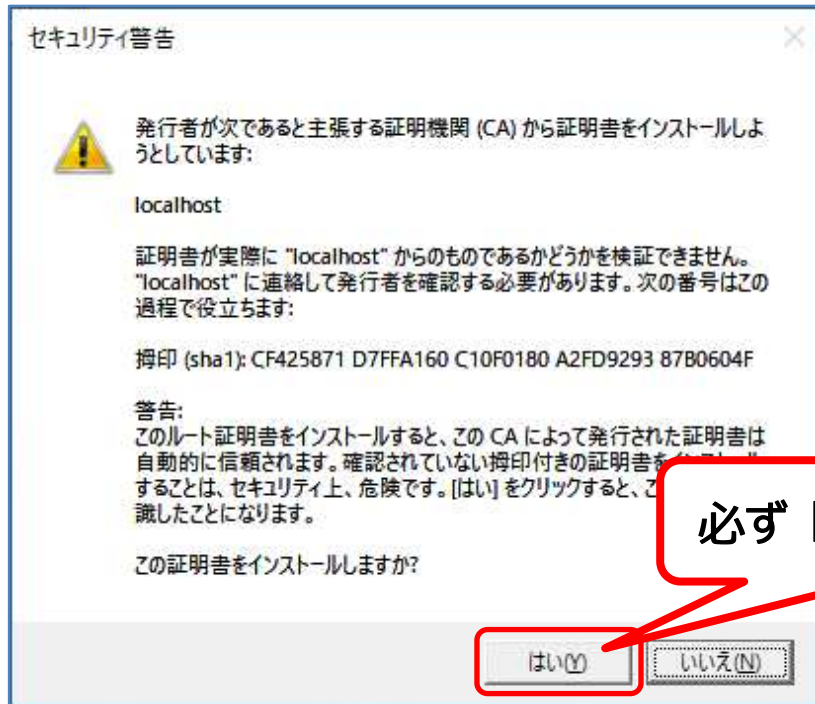 セキュリティ警告
発行者が次であると主張する証明機関 (CA) から証明書をインストールしよ
うとしています:
localhost
証明書が実際に "localhost" からのものであるかどうかを検証できません。
"localhost" に連絡して発行者を確認する必要があります。次の番号はこの
過程で役立ちます:
拇印 (sha1): CF425871 D7FFA160 C10F0180 A2FD9293 87B0604F
警告:
このルート証明書をインストールすると、この CA によって発行された証明書は
自動的に信頼されます。確認されていない拇印付きの証明書を
することは、セキュリティ上、危険です。[はい] をクリックすると、こ
識したことになります。
必ず「
この証明書をインストールしますか?
はい(Y)
いいえ(N)